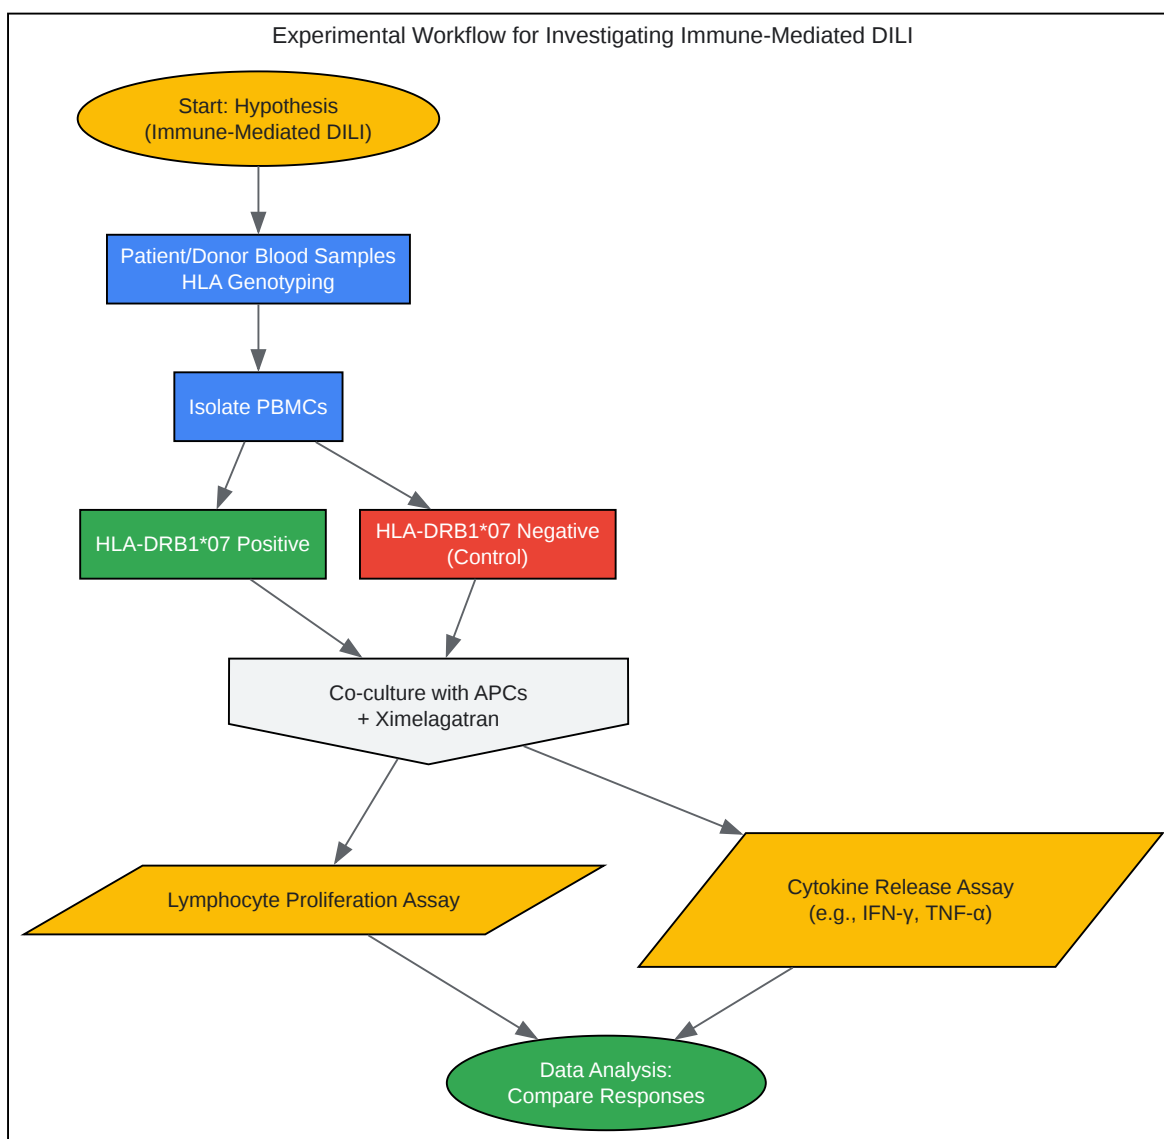 Experimental Workflow for Investigating Immune-Mediated DILI
Start: Hypothesis
(Immune-Mediated DILI)
Patient/Donor Blood Samples
HLA Genotyping
Isolate PBMCs
HLA-DRB1*07 Positive
HLA-DRB1*07 Negative
(Control)
Co-culture with APCs
+ Ximelagatran
Lymphocyte Proliferation Assay
Cytokine Release Assay
(e.g., IFN-γ, TNF-α)
Data Analysis:
Compare Responses